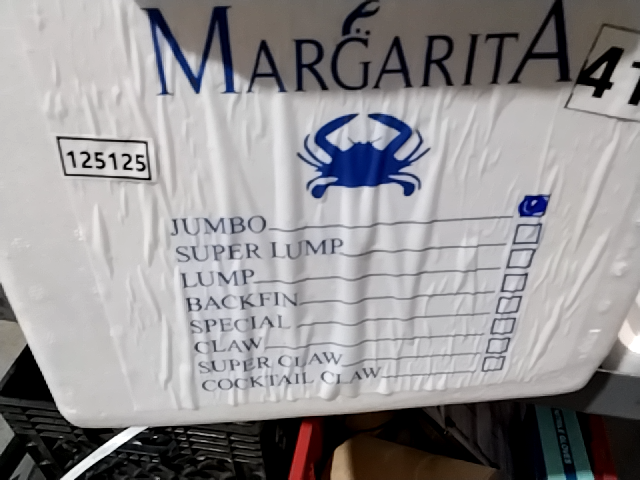 MARGARITA
41
125125
JUMBO
SUPER LUMP
LUMP
BACKFIN
SPECIAL
CLAW
SUPER CLAW
COCKTAIL CLAW